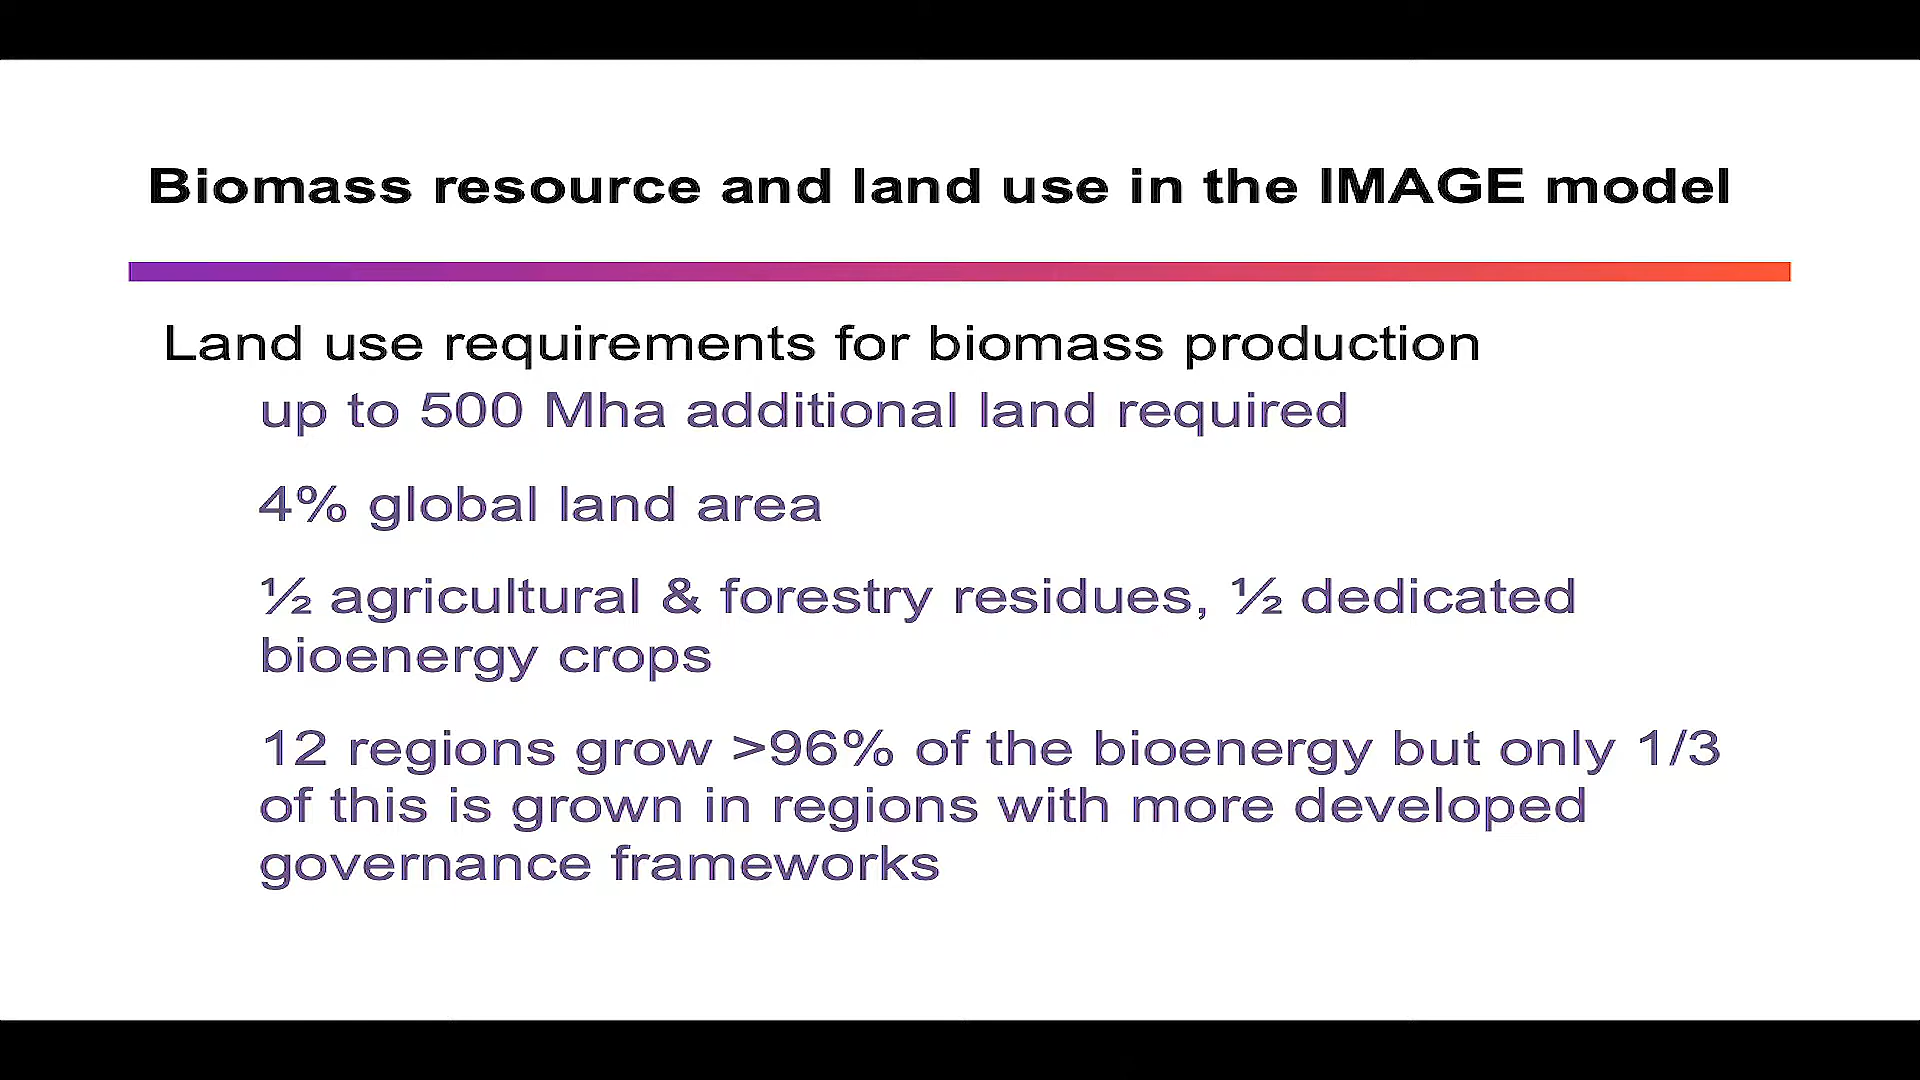 Biomass resource and land use in the IMAGE model
Land use requirements for biomass production
up to 500 Mha additional land required
4% global land area
½ agricultural & forestry residues, ½ dedicated
bioenergy crops
12 regions grow >96% of the bioenergy but only 1/3
of this is grown in regions with more developed
governance frameworks